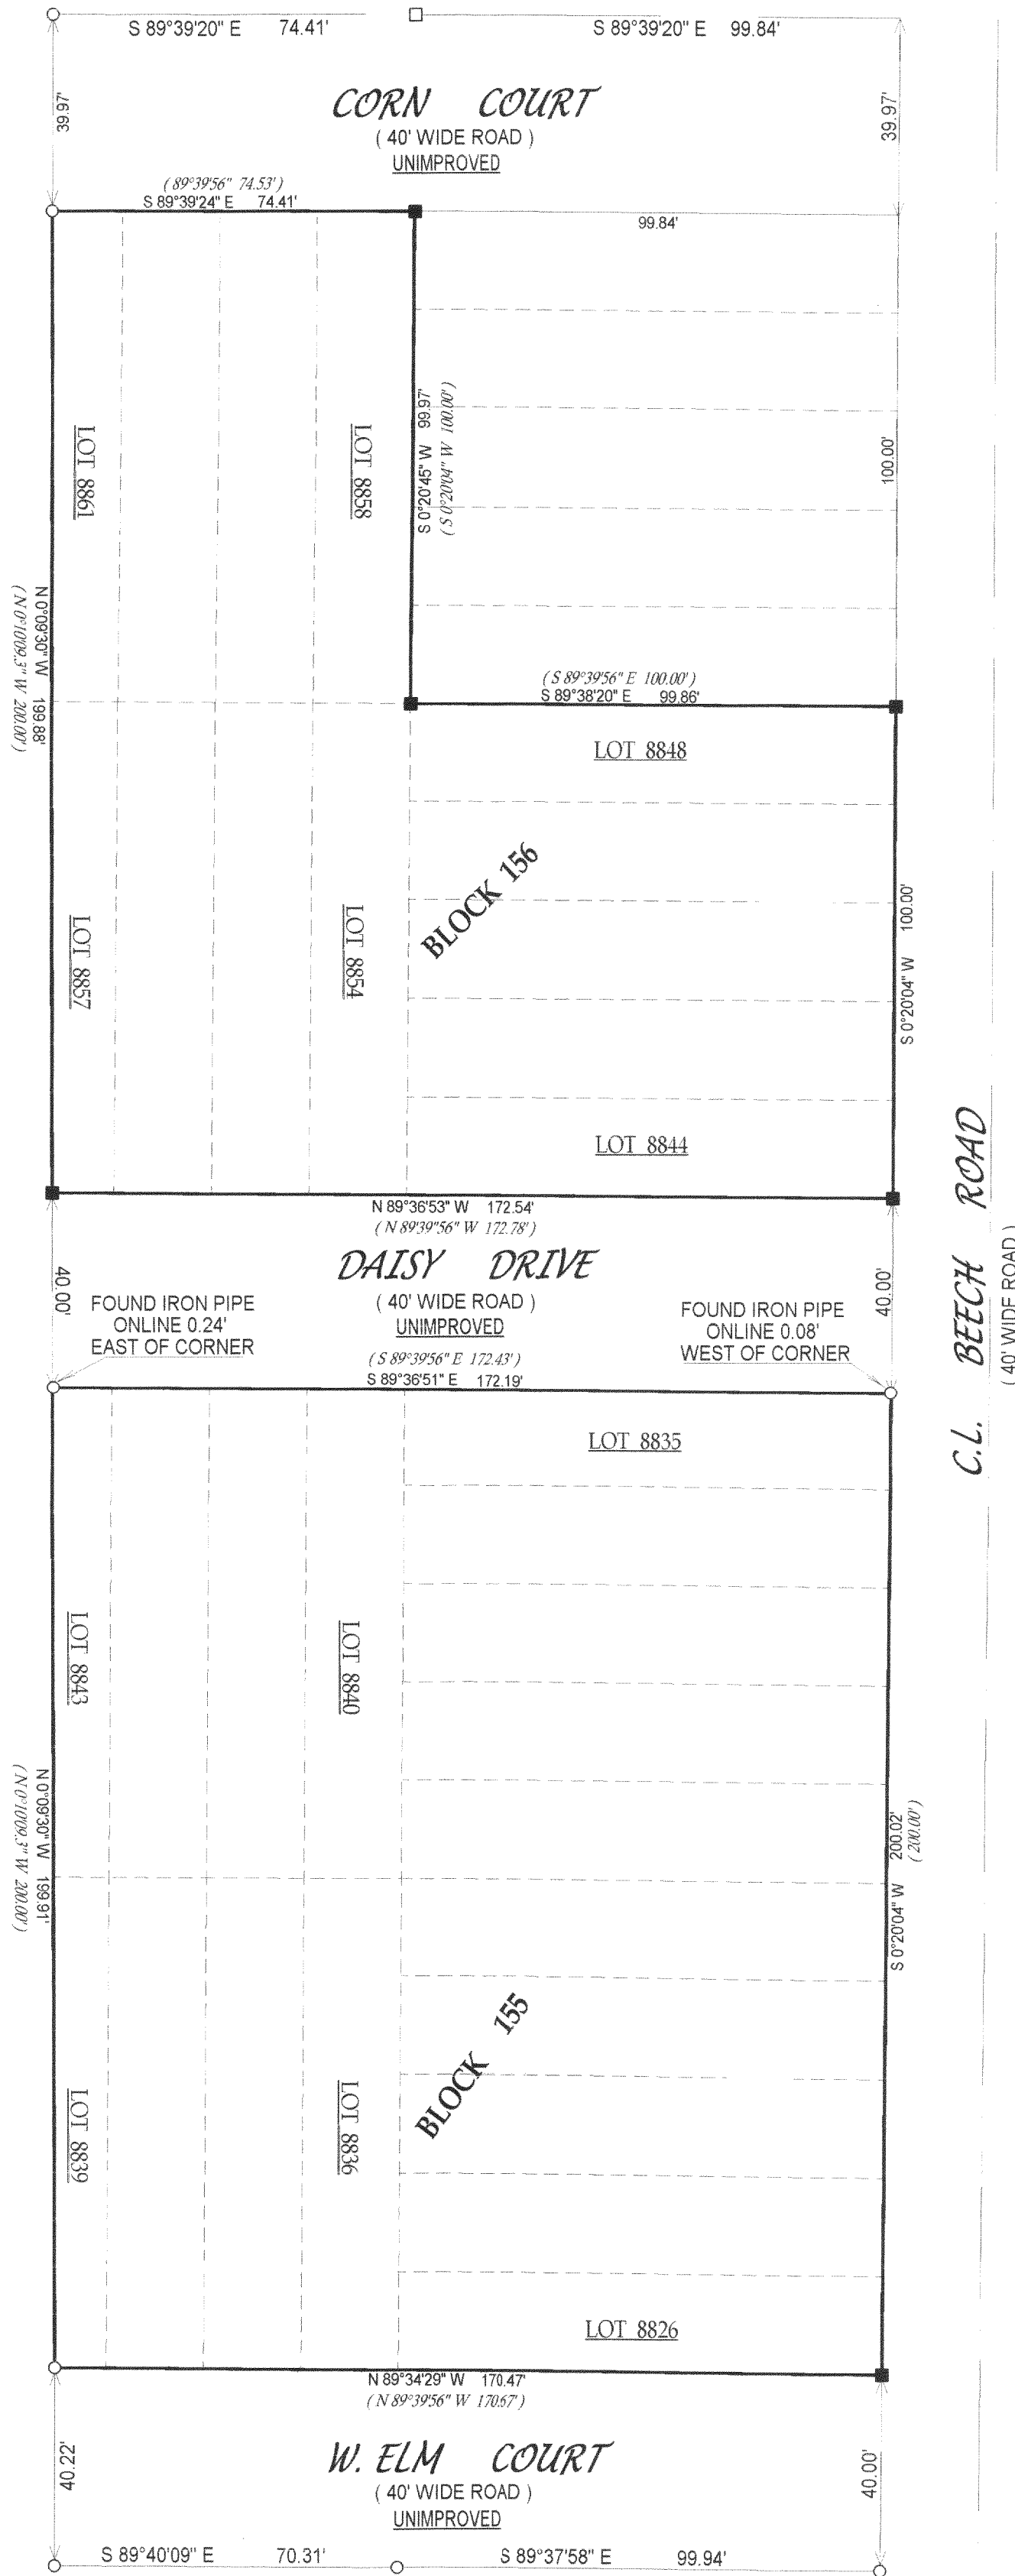 S 89°39'20" E 74.41'
S 89°39'20" E 99.84'
39.97'
39.97'
CORN COURT
( 40' WIDE ROAD )
UNIMPROVED
( 89°39'56" 74.53')
S 89°39'24" E 74.41'
99.84'
S 0°20'45" W 99.97'
( S 0°20'04" W 100.00')
100.00'
LOT 8861
LOT 8858
N 0°09'30" W 199.88'
( N 0°10'09.3" W 200.00')
( S 89°39'56" E 100.00')
S 89°38'20" E 99.86'
LOT 8848
BLOCK 156
S 0°20'04" W 100.00'
LOT 8857
LOT 8854
LOT 8844
N 89°36'53" W 172.54'
( N 89°39"56" W 172.78')
DAISY DRIVE
( 40' WIDE ROAD )
UNIMPROVED
40.00'
40.00'
C.L. BEECH ROAD
( 40' WIDE ROAD )
FOUND IRON PIPE
ONLINE 0.24'
EAST OF CORNER
FOUND IRON PIPE
ONLINE 0.08'
WEST OF CORNER
( S 89°39'56" E 172.43')
S 89°36'51" E 172.19'
LOT 8835
LOT 8843
LOT 8840
N 0°09'30" W 199.91'
( N 0°10'09.3" W 200.00')
S 0°20'04" W 200.02'
( 200.00')
BLOCK 155
LOT 8839
LOT 8836
LOT 8826
N 89°34'29" W 170.47'
( N 89°39'56" W 170.67')
W. ELM COURT
( 40' WIDE ROAD )
UNIMPROVED
40.22'
40.00'
S 89°40'09" E 70.31'
S 89°37'58" E 99.94'